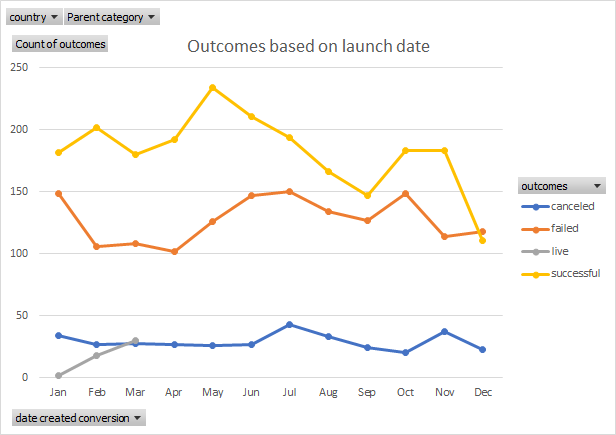 country Parent category
Count of outcomes
Outcomes based on launch date
250
200
150
100
50
0
Jan Feb Mar Apr May Jun Jul Aug Sep Oct Nov Dec
outcomes
canceled
failed
live
successful
date created conversion